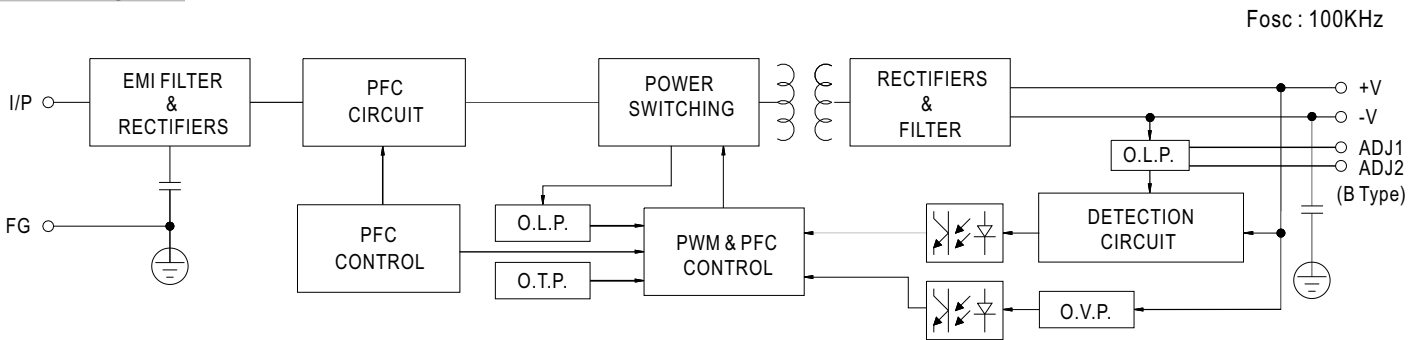 Fosc : 100KHz
EMI FILTER
&
RECTIFIERS
PFC
CIRCUIT
POWER
SWITCHING
RECTIFIERS
&
FILTER
I/P
+V
-V
O.L.P.
ADJ1
ADJ2
(B Type)
FG
PFC
CONTROL
O.L.P.
O.T.P.
PWM & PFC
CONTROL
DETECTION
CIRCUIT
O.V.P.